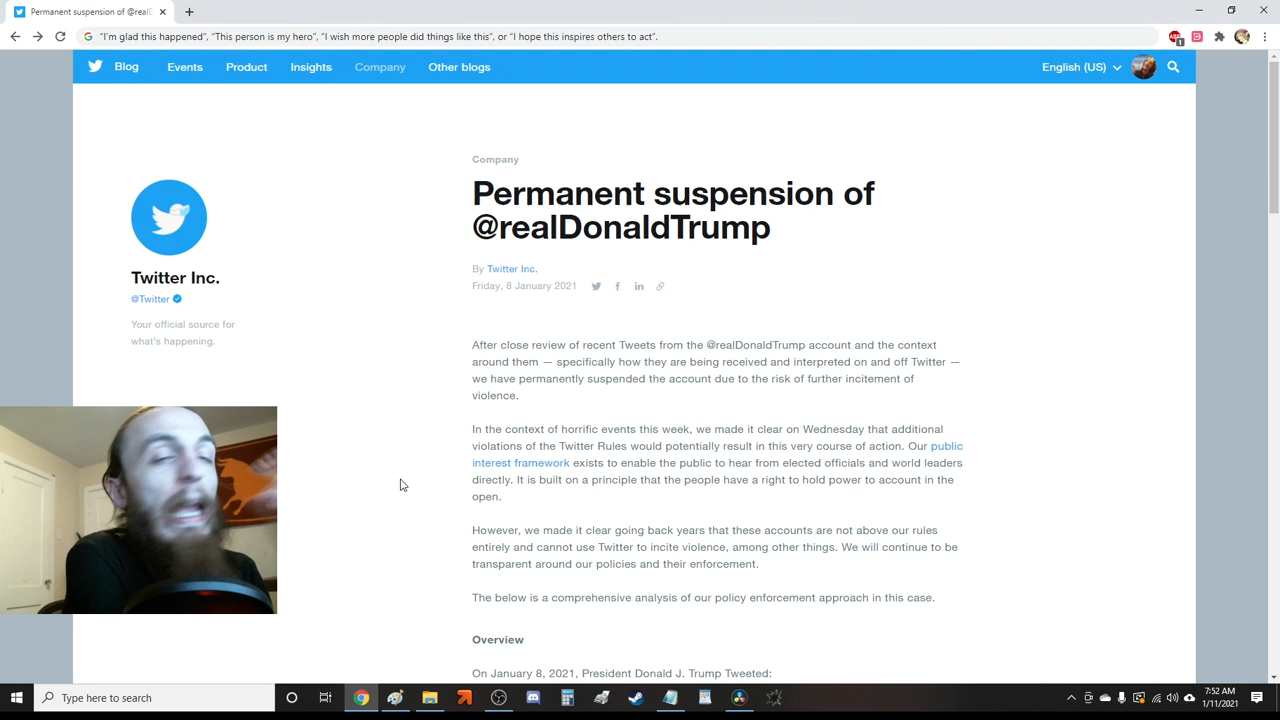 Permanent suspension of @realD
"I'm glad this happened", "This person is my hero", "I wish more people did things like this", or "I hope this inspires others to act".
Blog Events Product Insights Company Other blogs English (US)
Company
Permanent suspension of
@realDonaldTrump
By Twitter Inc.
Friday, 8 January 2021
Twitter Inc.
@Twitter
Your official source for
what's happening.
After close review of recent Tweets from the @realDonaldTrump account and the context
around them — specifically how they are being received and interpreted on and off Twitter —
we have permanently suspended the account due to the risk of further incitement of
violence.
In the context of horrific events this week, we made it clear on Wednesday that additional
violations of the Twitter Rules would potentially result in this very course of action. Our public
interest framework exists to enable the public to hear from elected officials and world leaders
directly. It is built on a principle that the people have a right to hold power to account in the
open.
However, we made it clear going back years that these accounts are not above our rules
entirely and cannot use Twitter to incite violence, among other things. We will continue to be
transparent around our policies and their enforcement.
The below is a comprehensive analysis of our policy enforcement approach in this case.
Overview
On January 8, 2021, President Donald J. Trump Tweeted:
Type here to search
7:52 AM
1/11/2021